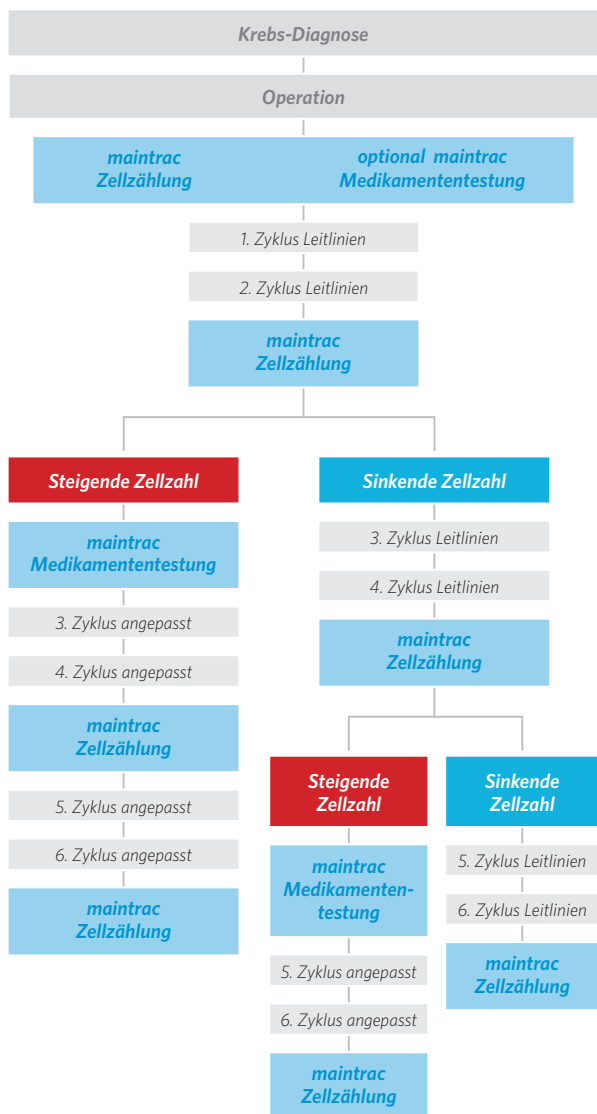 Krebs-Diagnose
Operation
maintrac
Zellzählung
optional maintrac
Medikamententestung
1. Zyklus Leitlinien
2. Zyklus Leitlinien
maintrac
Zellzählung
Steigende Zellzahl
maintrac
Medikamententestung
3. Zyklus angepasst
4. Zyklus angepasst
maintrac
Zellzählung
5. Zyklus angepasst
6. Zyklus angepasst
maintrac
Zellzählung
Sinkende Zellzahl
3. Zyklus Leitlinien
4. Zyklus Leitlinien
maintrac
Zellzählung
Steigende
Zellzahl
maintrac
Medikamenten-
testung
5. Zyklus angepasst
6. Zyklus angepasst
maintrac
Zellzählung
Sinkende
Zellzahl
5. Zyklus Leitlinien
6. Zyklus Leitlinien
maintrac
Zellzählung